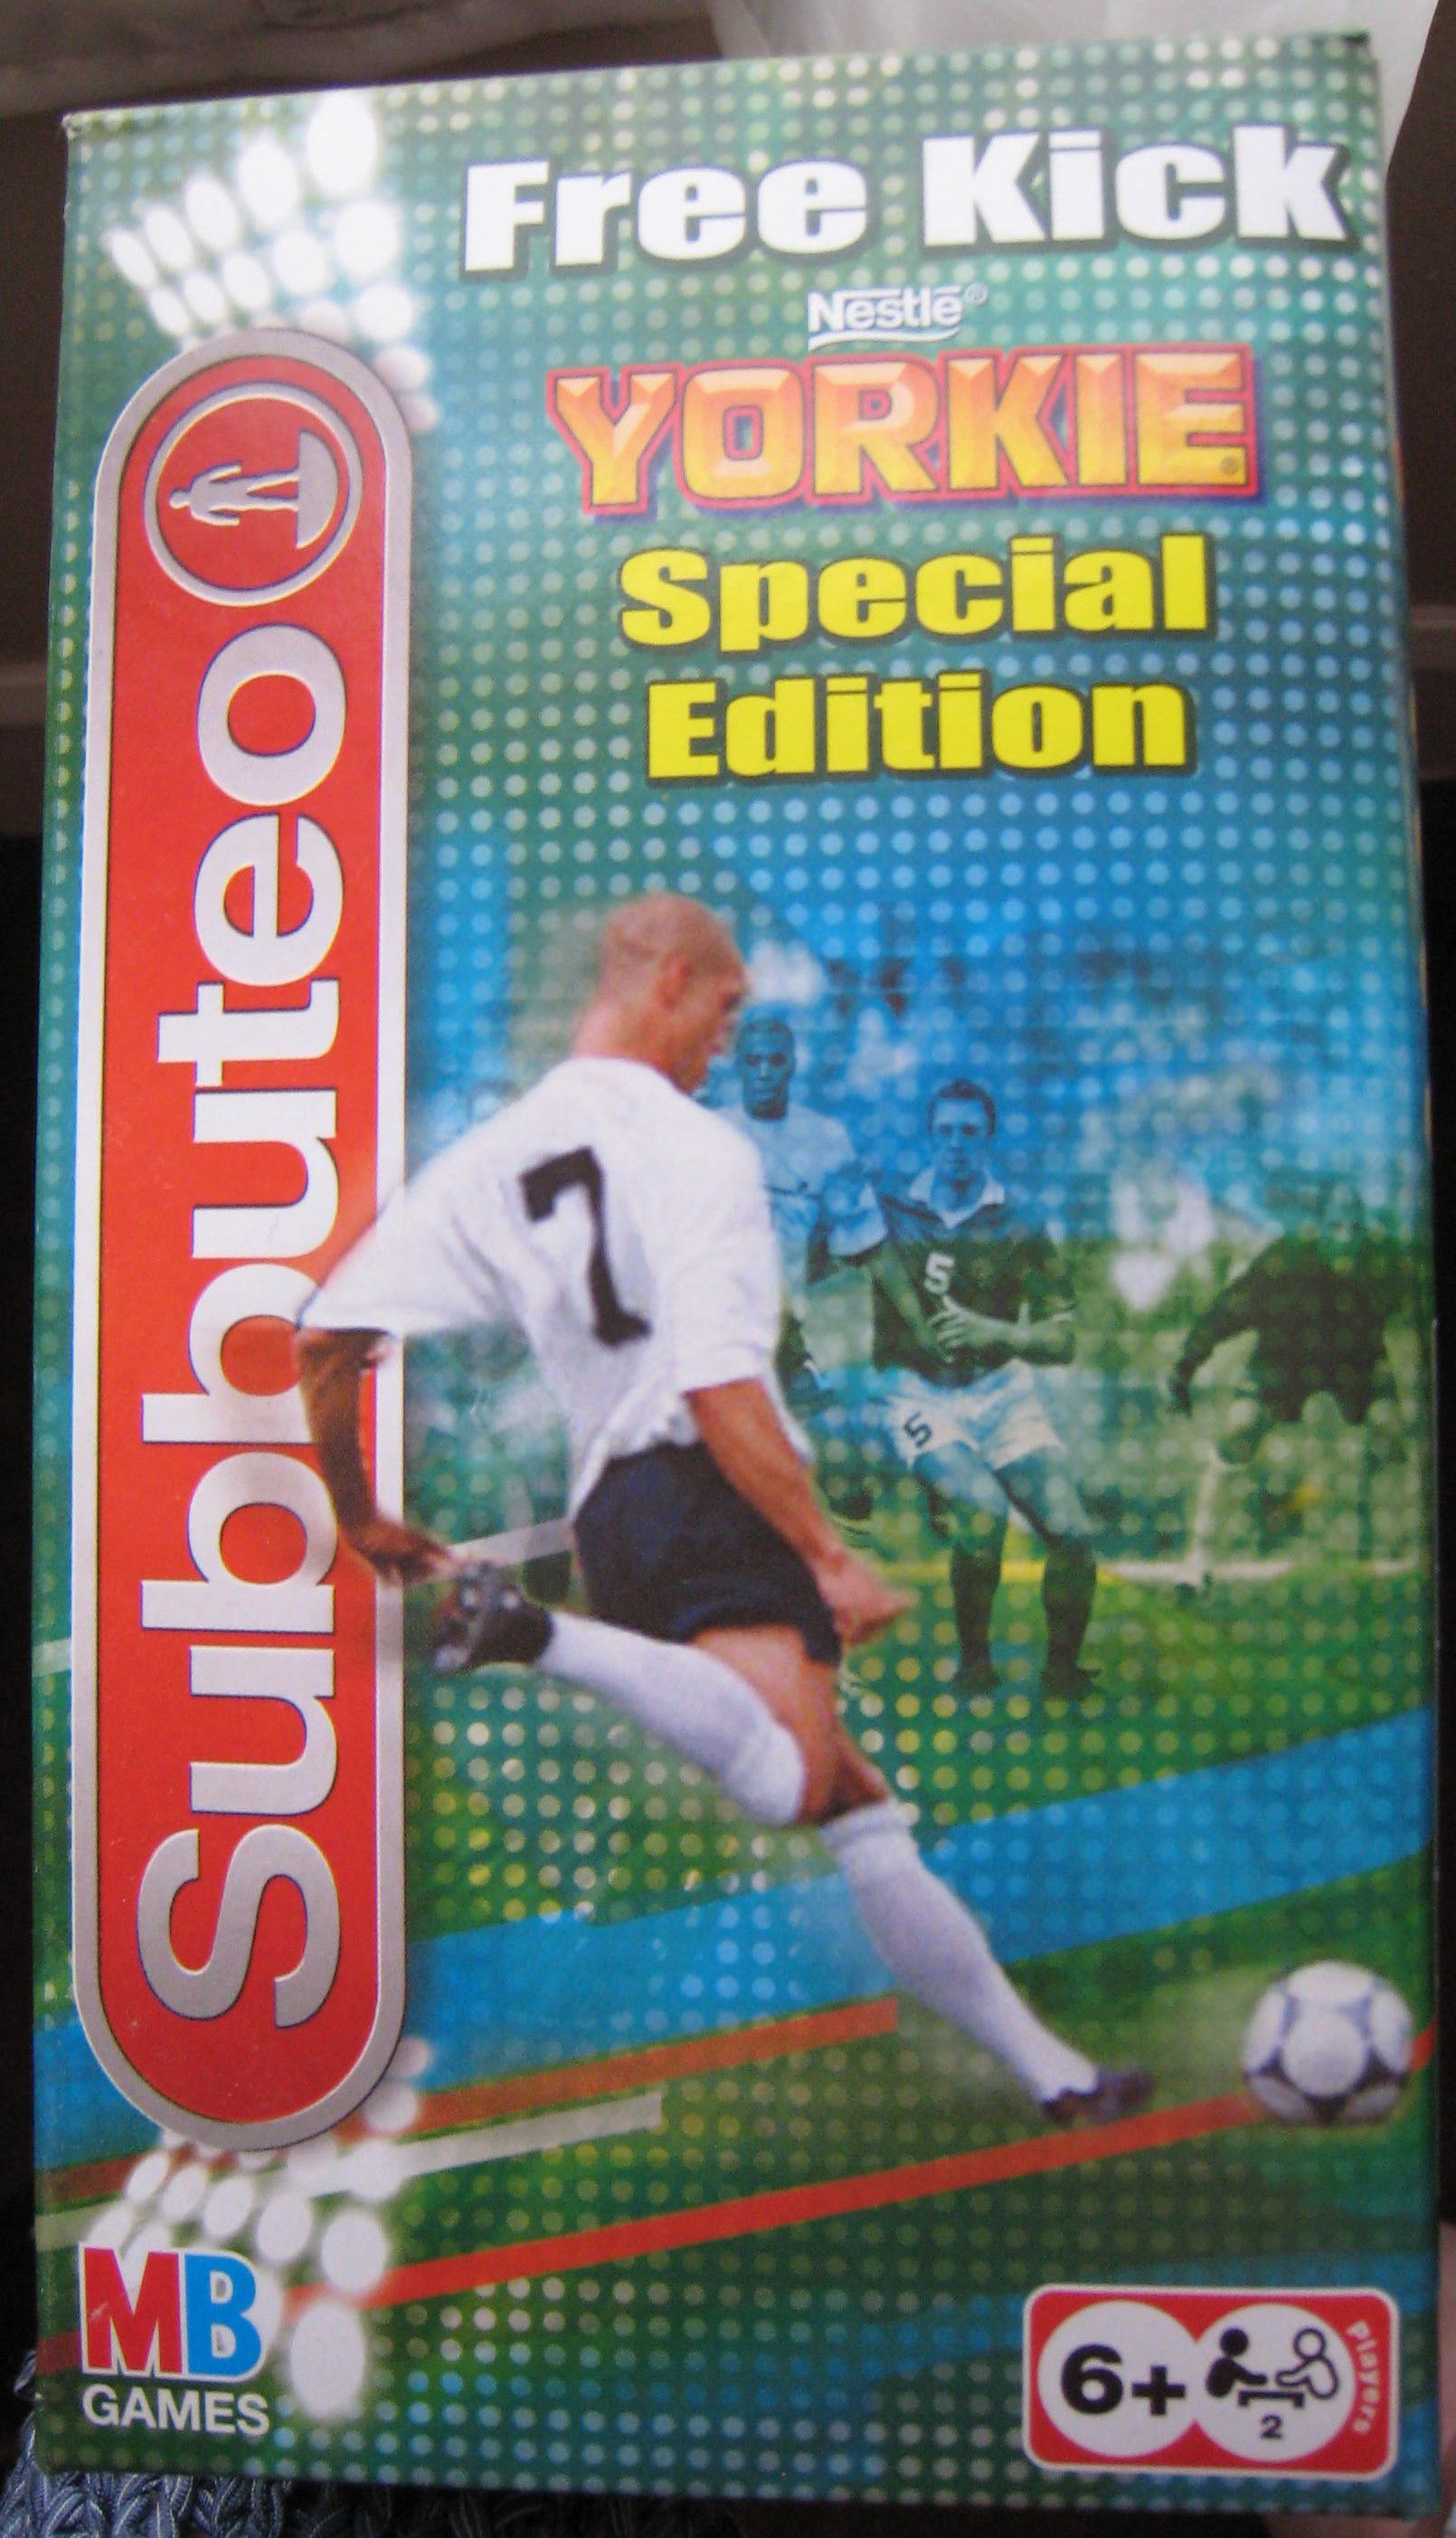 Free Kick
Nestlé®
YORKIE®
Special
Edition
Subbuteo
7
5
5
MB
GAMES
6+
2
Players